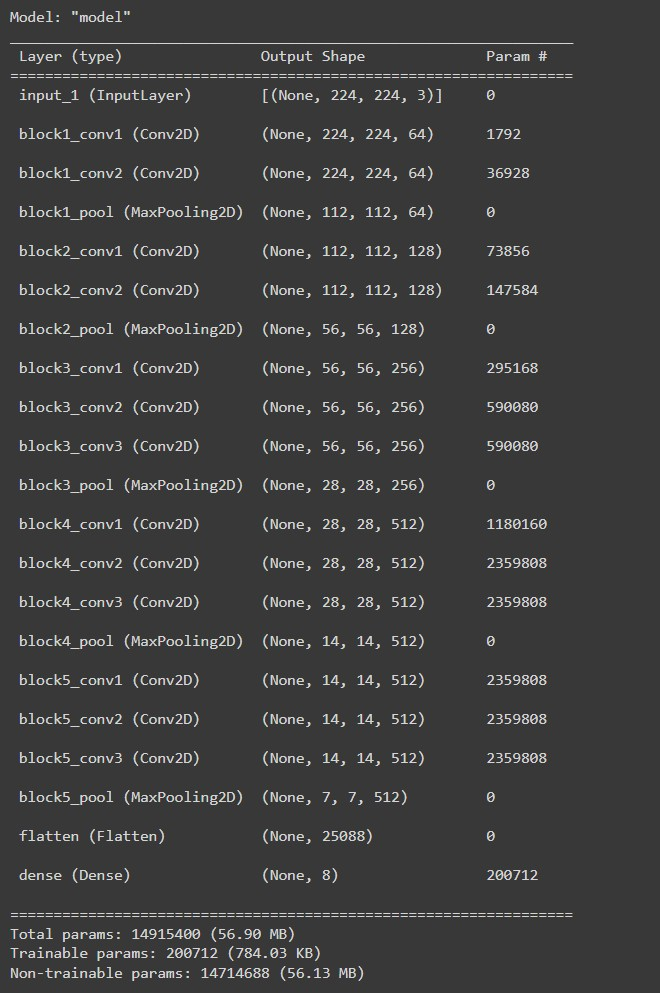 Model: "model"
_________________________________________________________________
Layer (type) Output Shape Param #
=================================================================
input_1 (InputLayer) [(None, 224, 224, 3)] 0
block1_conv1 (Conv2D) (None, 224, 224, 64) 1792
block1_conv2 (Conv2D) (None, 224, 224, 64) 36928
block1_pool (MaxPooling2D) (None, 112, 112, 64) 0
block2_conv1 (Conv2D) (None, 112, 112, 128) 73856
block2_conv2 (Conv2D) (None, 112, 112, 128) 147584
block2_pool (MaxPooling2D) (None, 56, 56, 128) 0
block3_conv1 (Conv2D) (None, 56, 56, 256) 295168
block3_conv2 (Conv2D) (None, 56, 56, 256) 590080
block3_conv3 (Conv2D) (None, 56, 56, 256) 590080
block3_pool (MaxPooling2D) (None, 28, 28, 256) 0
block4_conv1 (Conv2D) (None, 28, 28, 512) 1180160
block4_conv2 (Conv2D) (None, 28, 28, 512) 2359808
block4_conv3 (Conv2D) (None, 28, 28, 512) 2359808
block4_pool (MaxPooling2D) (None, 14, 14, 512) 0
block5_conv1 (Conv2D) (None, 14, 14, 512) 2359808
block5_conv2 (Conv2D) (None, 14, 14, 512) 2359808
block5_conv3 (Conv2D) (None, 14, 14, 512) 2359808
block5_pool (MaxPooling2D) (None, 7, 7, 512) 0
flatten (Flatten) (None, 25088) 0
dense (Dense) (None, 8) 200712
=================================================================
Total params: 14915400 (56.90 MB)
Trainable params: 200712 (784.03 KB)
Non-trainable params: 14714688 (56.13 MB)